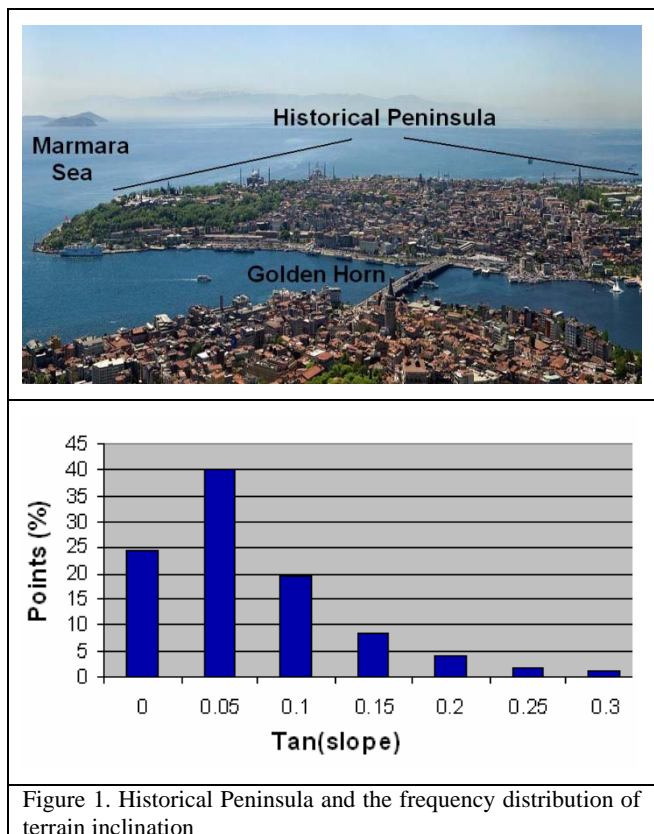 Historical Peninsula
Marmara
Sea
Golden Horn
45
40
35
30
25
20
15
10
5
0
Points (%)
0 0.05 0.1 0.15 0.2 0.25 0.3
Tan(slope)
Figure 1. Historical Peninsula and the frequency distribution of
terrain inclination